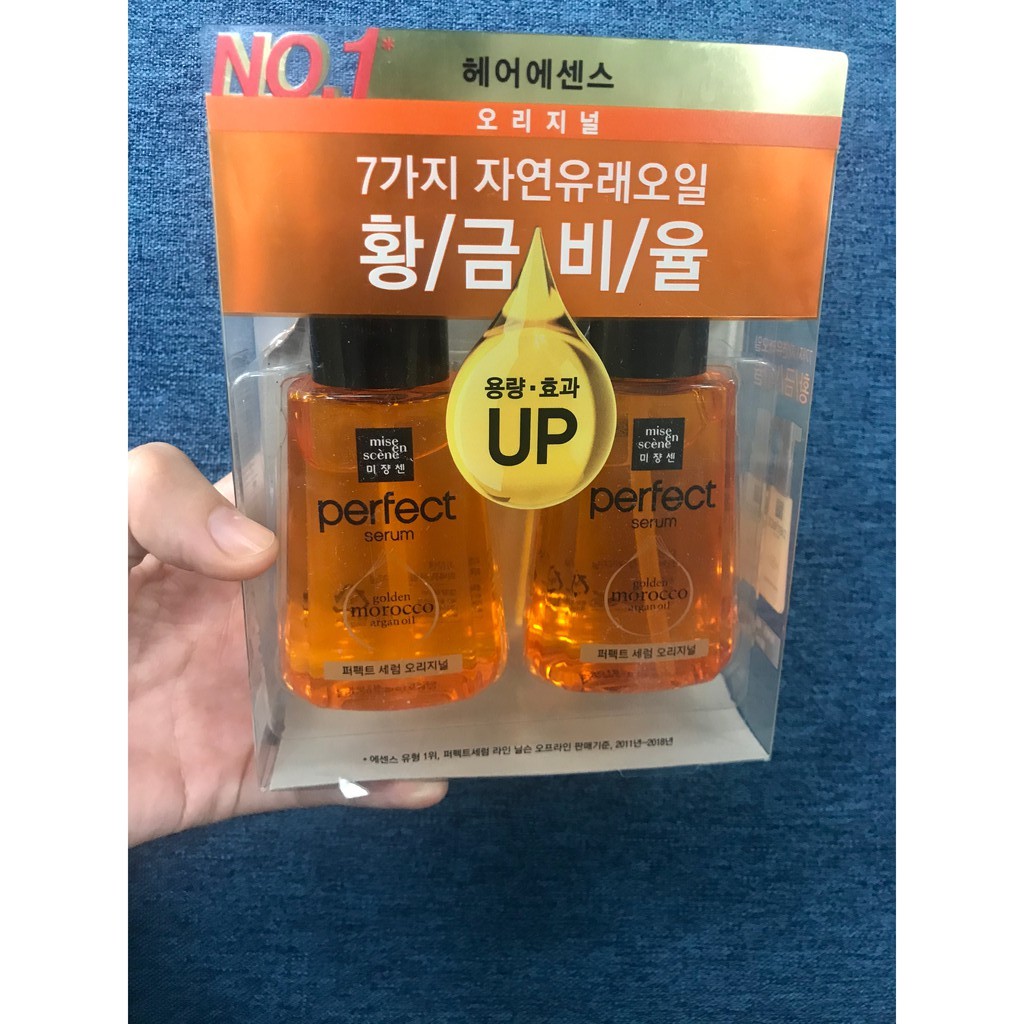 NO.1*
헤어에센스
오리지널
7가지 자연유래오일
황/금 비/율
용량·효과
UP
mise
en
scène
미쟝센
perfect
serum
golden
morocco
argan oil
퍼펙트 세럼 오리지널
mise
en
scène
미쟝센
perfect
serum
golden
morocco
argan oil
퍼펙트 세럼 오리지널
* 에센스 유형 1위, 퍼펙트세럼 라인 닐슨 오프라인 판매기준, 2011년~2018년